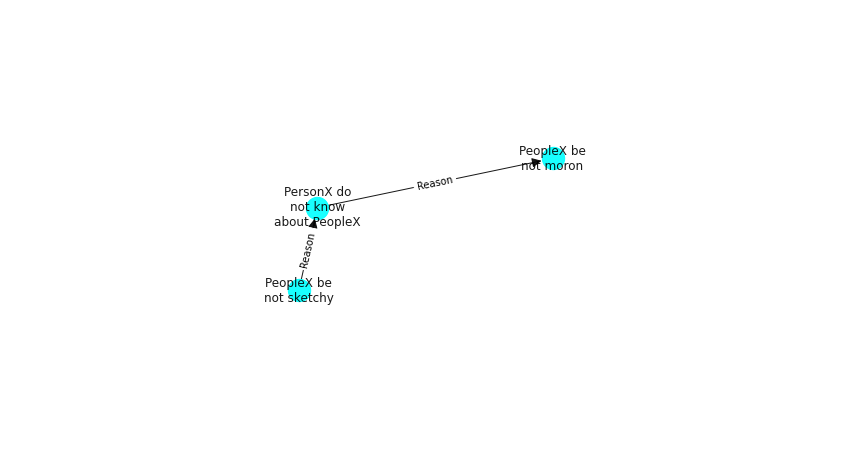 PeopleX be
not moron
Reason
PersonX do
not know
about PeopleX
Reason
PeopleX be
not sketchy